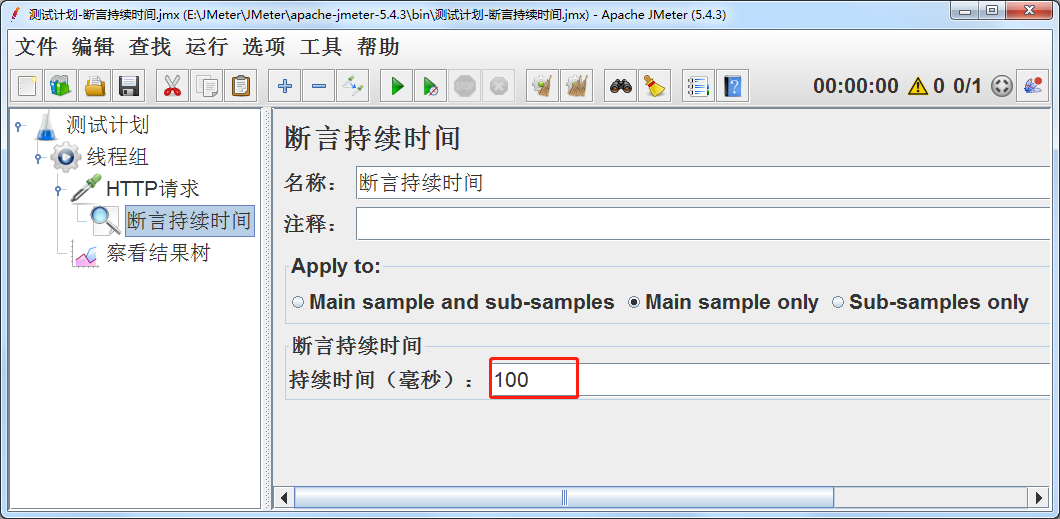 测试计划-断言持续时间.jmx (E:\JMeter\JMeter\apache-jmeter-5.4.3\bin\测试计划-断言持续时间.jmx) - Apache JMeter (5.4.3)
文件 编辑 查找 运行 选项 工具 帮助
STOP 00:00:00 0 0/1
测试计划
线程组
HTTP请求
断言持续时间
察看结果树
断言持续时间
名称: 断言持续时间
注释:
Apply to:
Main sample and sub-samples Main sample only Sub-samples only
断言持续时间
持续时间（毫秒）: 100